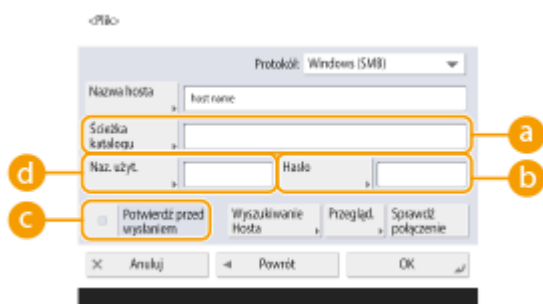 <Plik>
Protokół: Windows (SMB)
Nazwa hosta
host name
Ścieżka
katalogu
a
Naz. użyt.
Hasło
d
b
c
Potwierdź przed
wysłaniem
Wyszukiwanie
Hosta
Przegląd.
Sprawdź
połączenie
Anuluj
Powrót
OK